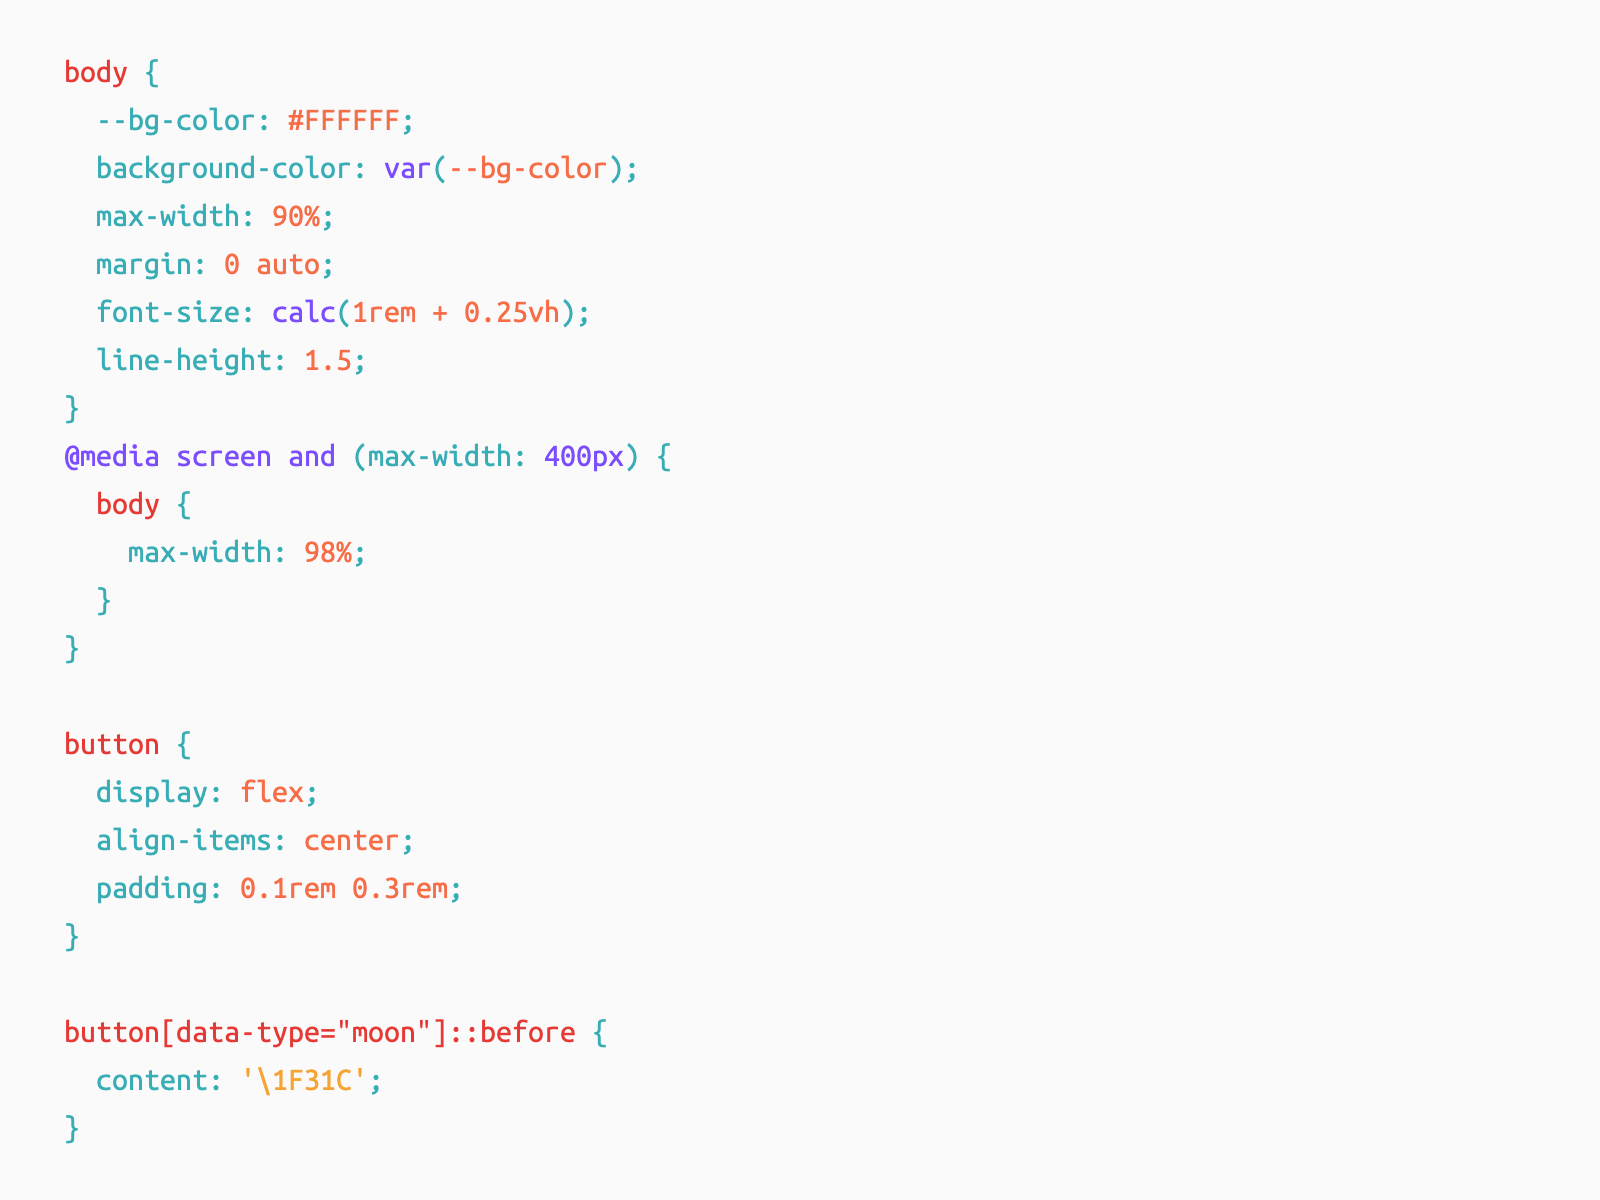 body {
  --bg-color: #FFFFFF;
  background-color: var(--bg-color);
  max-width: 90%;
  margin: 0 auto;
  font-size: calc(1rem + 0.25vh);
  line-height: 1.5;
}
@media screen and (max-width: 400px) {
  body {
    max-width: 98%;
  }
}

button {
  display: flex;
  align-items: center;
  padding: 0.1rem 0.3rem;
}

button[data-type="moon"]::before {
  content: '\1F31C';
}